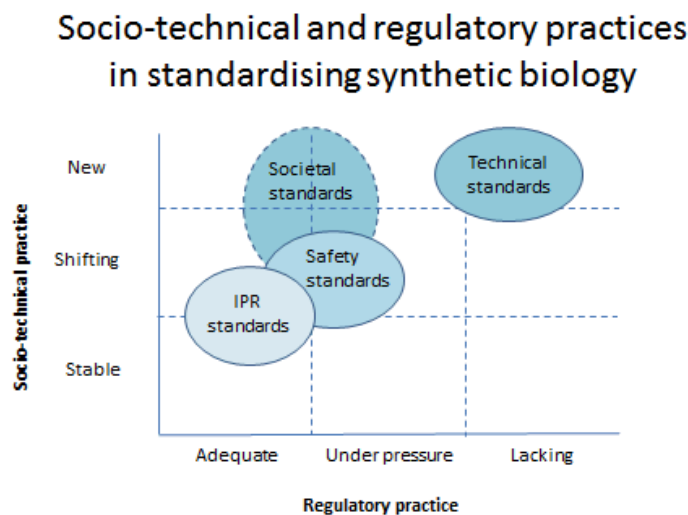 Socio-technical and regulatory practices
in standardising synthetic biology
New
Societal
standards
Technical
standards
Socio-technical practice
Shifting
Safety
standards
IPR
standards
Stable
Adequate
Under pressure
Lacking
Regulatory practice